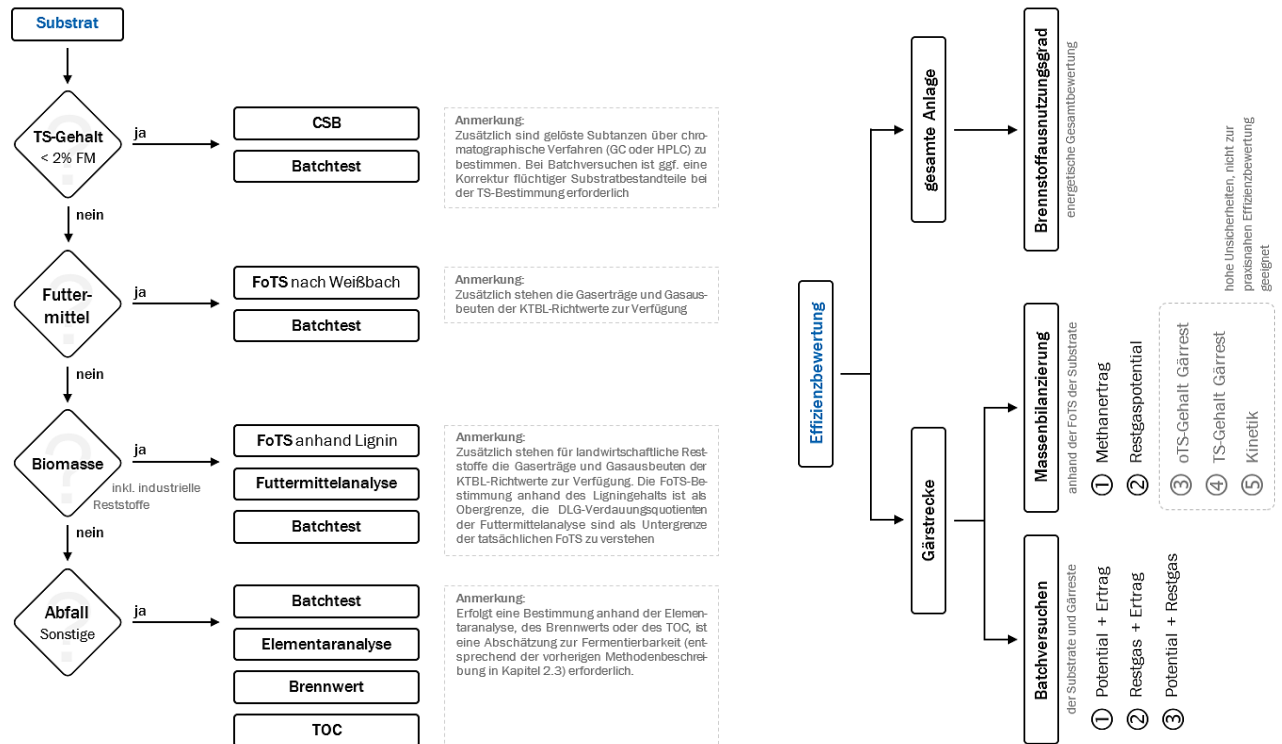 Substrat
TS-Gehalt
< 2% FM
ja
CSB
Batchtest
Anmerkung:
Zusätzlich sind gelöste Subtanzen über chro-
matographische Verfahren (GC oder HPLC) zu
bestimmen. Bei Batchversuchen ist ggf. eine
Korrektur flüchtiger Substratbestandteile bei
der TS-Bestimmung erforderlich
nein
Futter-
mittel
ja
FoTS nach Weißbach
Batchtest
Anmerkung:
Zusätzlich stehen die Gaserträge und Gasaus-
beuten der KTBL-Richtwerte zur Verfügung
nein
Biomasse
ja
inkl. industrielle
Reststoffe
FoTS anhand Lignin
Futtermittelanalyse
Batchtest
Anmerkung:
Zusätzlich stehen für landwirtschaftliche Rest-
stoffe die Gaserträge und Gasausbeuten der
KTBL-Richtwerte zur Verfügung. Die FoTS-Be-
stimmung anhand des Ligningehalts ist als
Obergrenze, die DLG-Verdauungsquotienten
der Futtermittelanalyse sind als Untergrenze
der tatsächlichen FoTS zu verstehen
nein
Abfall
Sonstige
ja
Batchtest
Elementaranalyse
Brennwert
TOC
Anmerkung:
Erfolgt eine Bestimmung anhand der Elemen-
taranalyse, des Brennwerts oder des TOC, ist
eine Abschätzung zur Fermentierbarkeit (ent-
sprechend der vorherigen Methodenbeschrei-
bung in Kapitel 2.3) erforderlich.
Effizienzbewertung
gesamte Anlage
Brennstoffausnutzungsgrad
energetische Gesamtbewertung
Gärstrecke
Massenbilanzierung
anhand der FoTS der Substrate
① Methanertrag
② Restgaspotential
③ oTS-Gehalt Gärrest
④ TS-Gehalt Gärrest
⑤ Kinetik
hohe Unsicherheiten, nicht zur
praxisnahen Effizienzbewertung
geeignet
Batchversuchen
der Substrate und Gärreste
① Potential + Ertrag
② Restgas + Ertrag
③ Potential + Restgas